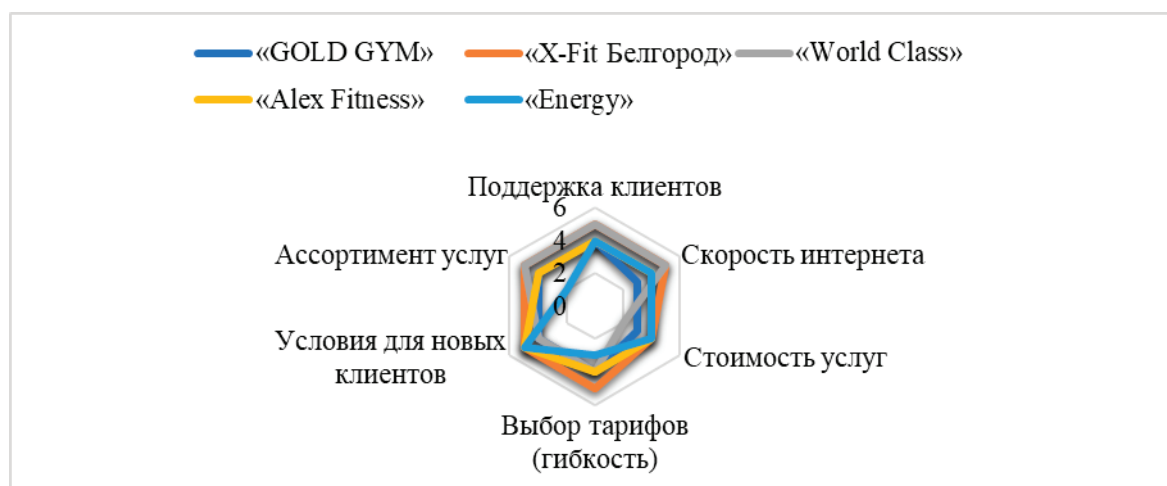 «GOLD GYM» «X-Fit Белгород» «World Class»
«Alex Fitness» «Energy»
Поддержка клиентов
6
4
2
0
Скорость интернета
Стоимость услуг
Выбор тарифов
(гибкость)
Условия для новых
клиентов
Ассортимент услуг